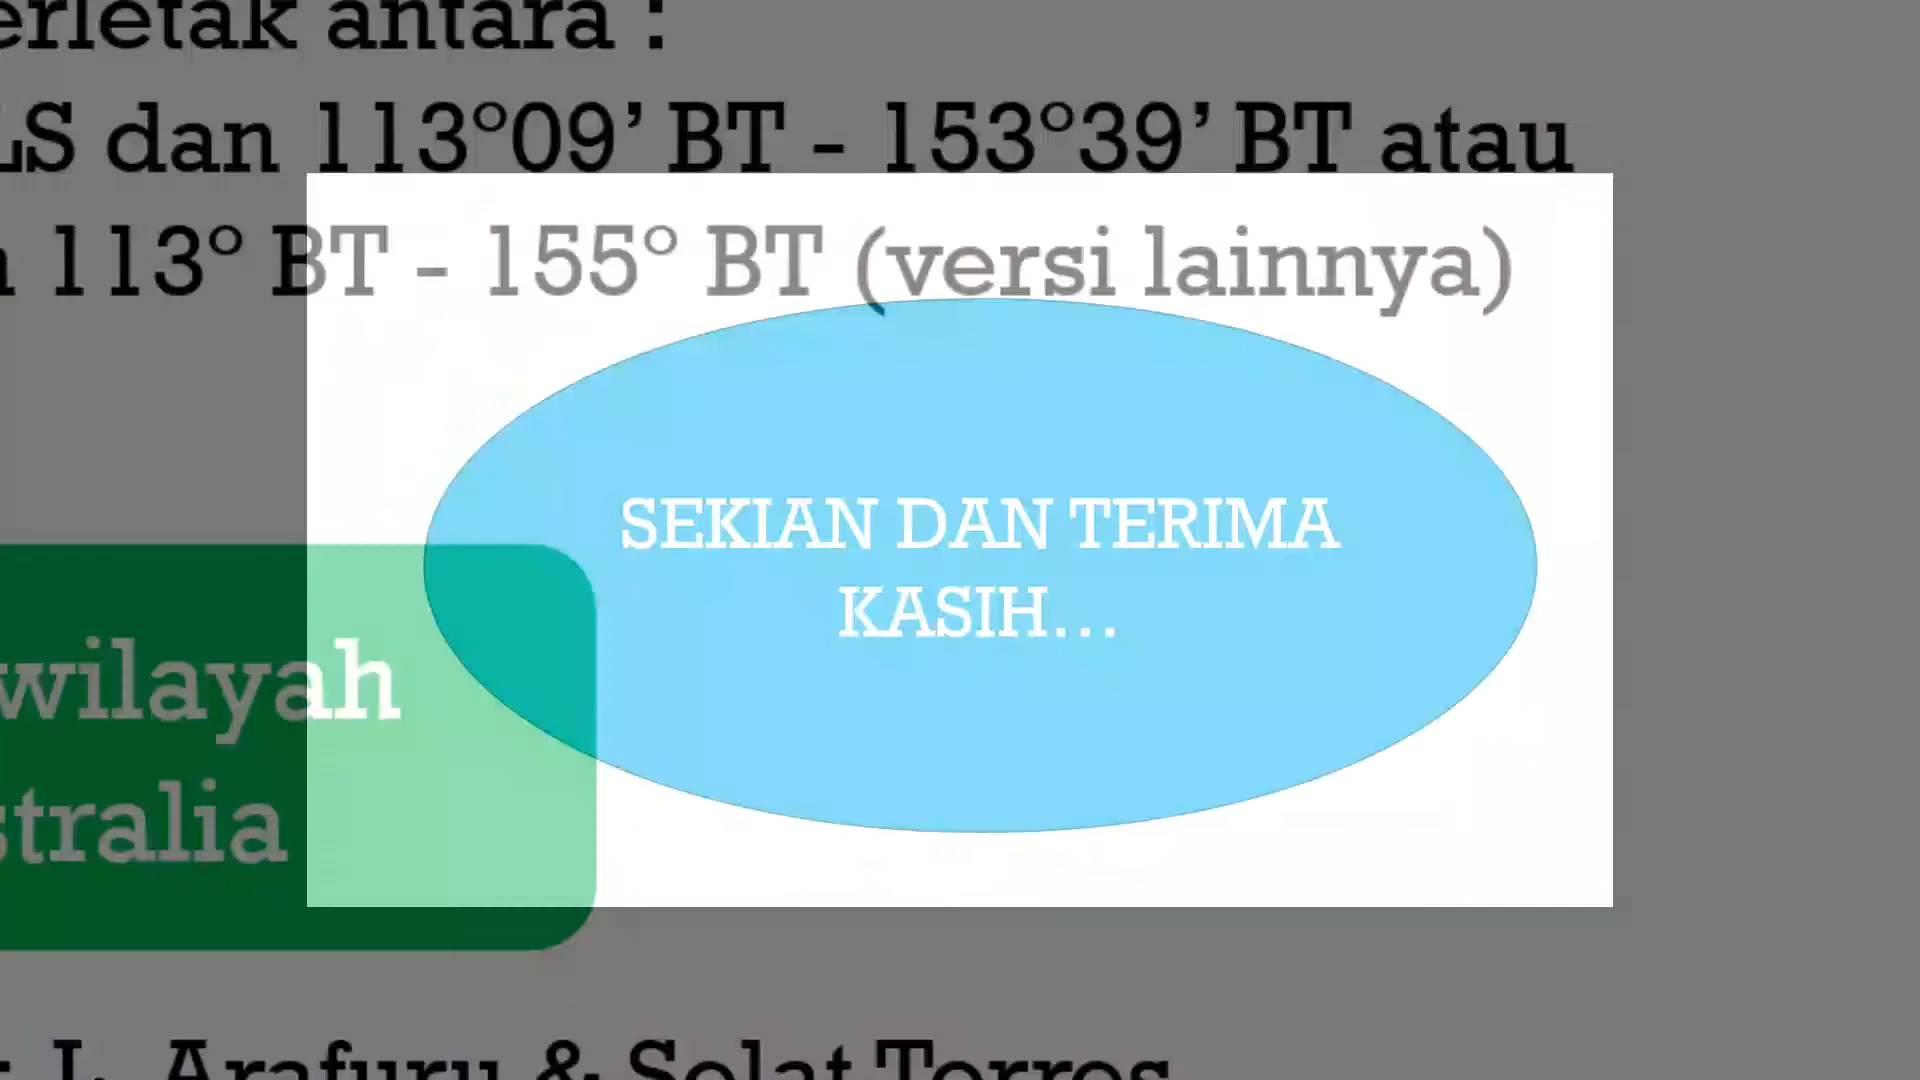 erletak antara :
LS dan 113°09’ BT - 153°39’ BT atau
113° BT - 155° BT (versi lainnya)
SEKIAN DAN TERIMA
KASIH...
wilayah
stralia
: L. Arafuru & Selat Torres